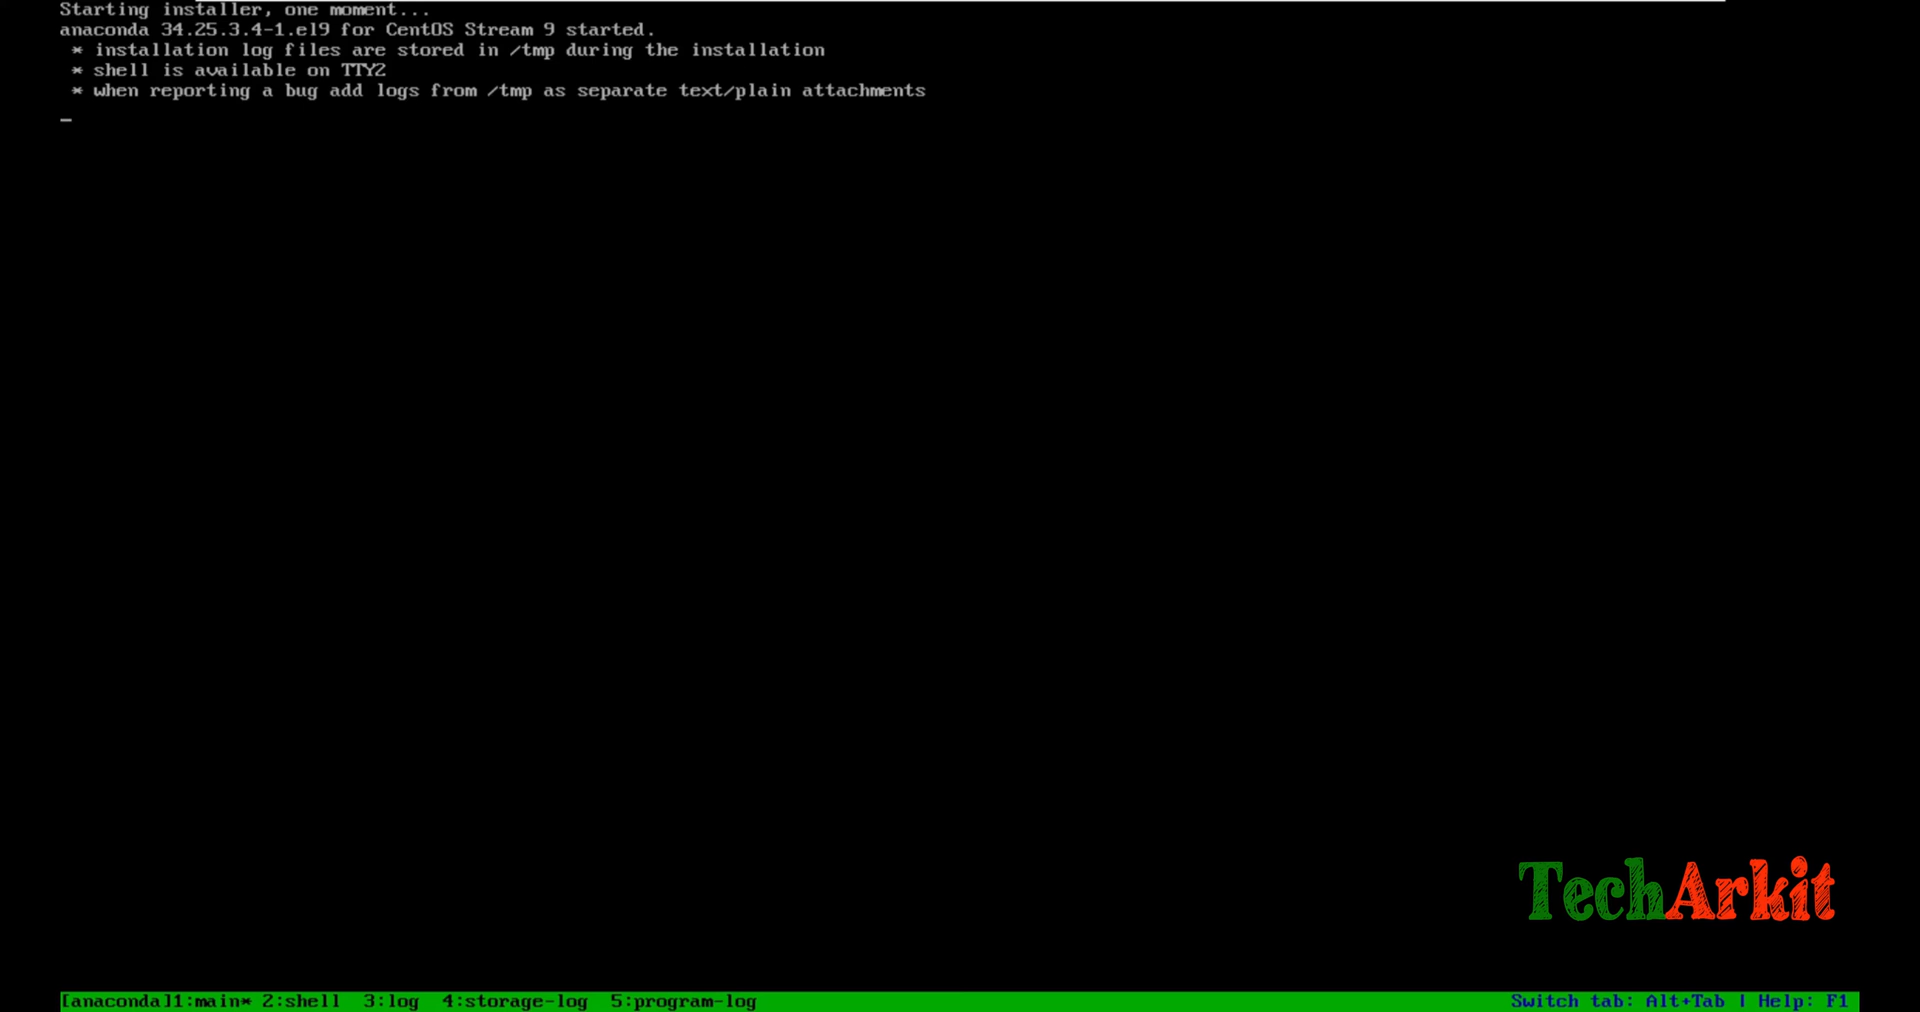 Starting installer, one moment...
anaconda 34.25.3.4-1.el9 for CentOS Stream 9 started.
* installation log files are stored in /tmp during the installation
* shell is available on TTY2
* when reporting a bug add logs from /tmp as separate text/plain attachments
TechArkit
[anaconda]1:main* 2:shell  3:log  4:storage-log  5:program-log
Switch tab: Alt+Tab | Help: F1